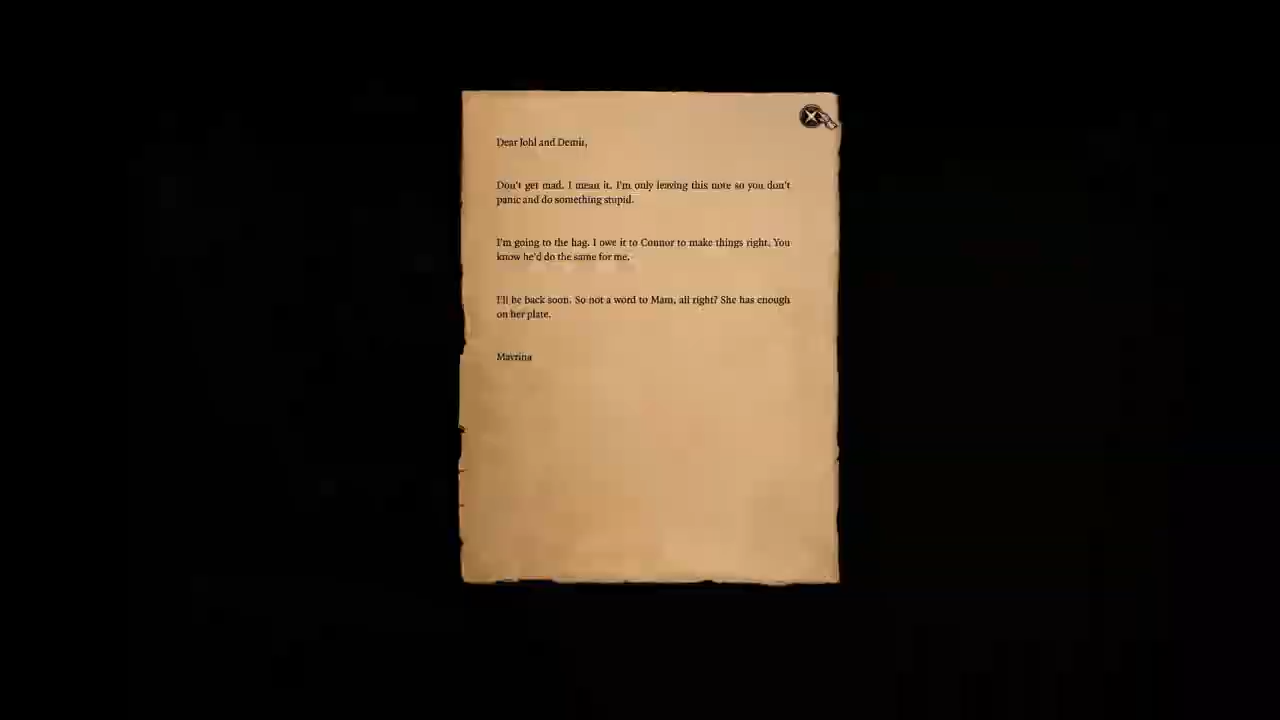 Dear Johl and Demir,
Don't get mad. I mean it. I'm only leaving this note so you don't
panic and do something stupid.
I'm going to the hag. I owe it to Connor to make things right. You
know he'd do the same for me.
I'll be back soon. So not a word to Mam, all right? She has enough
on her plate.
Mayrina